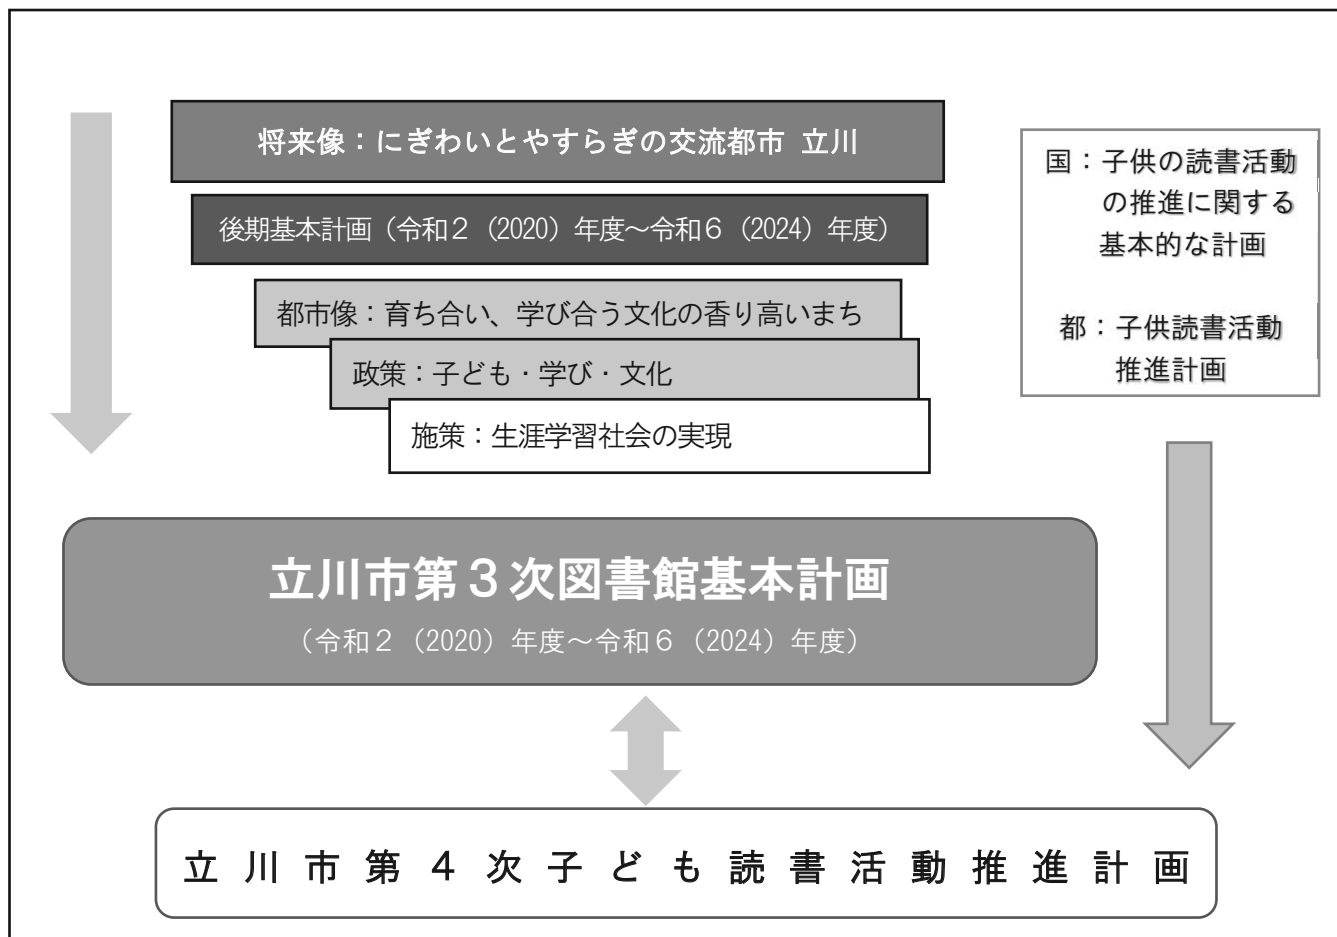 将来像：にぎわいとやすらぎの交流都市 立川
後期基本計画（令和２（2020）年度～令和６（2024）年度）
都市像：育ち合い、学び合う文化の香り高いまち
政策：子ども・学び・文化
施策：生涯学習社会の実現
国：子供の読書活動
の推進に関する
基本的な計画
都：子供読書活動
推進計画
立川市第３次図書館基本計画
（令和２（2020）年度～令和６（2024）年度）
立川市第４次子ども読書活動推進計画